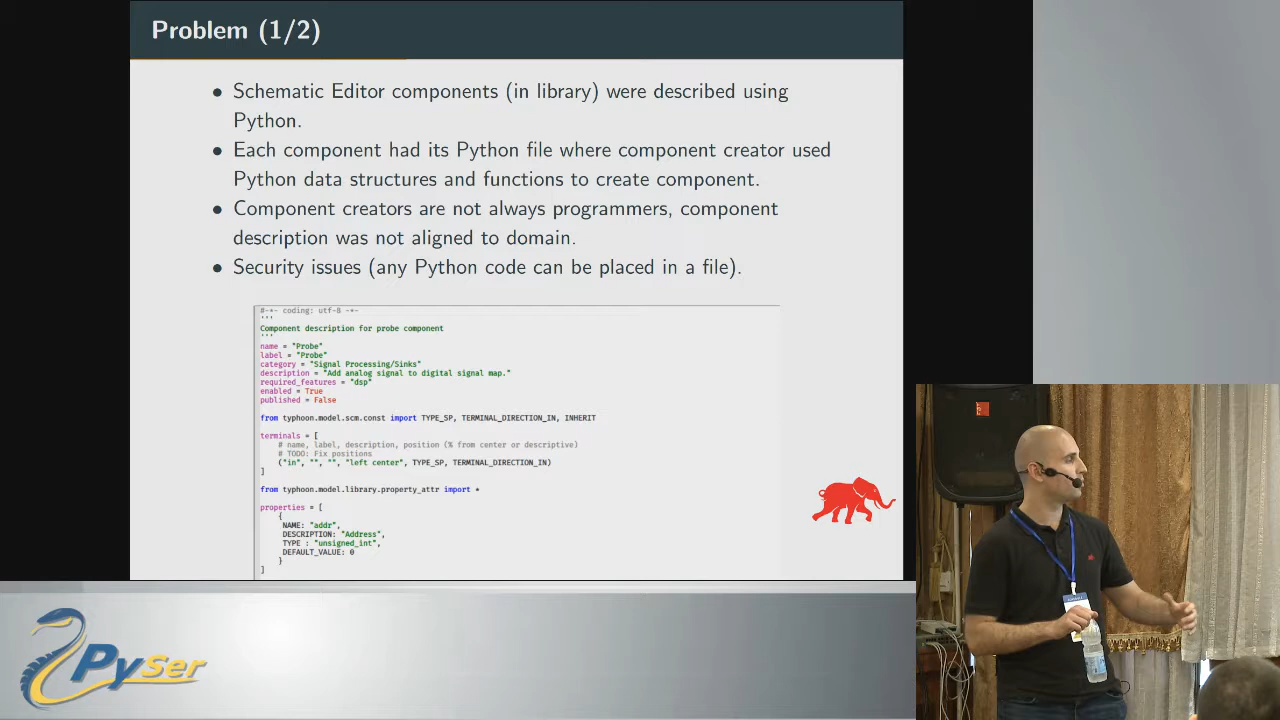 Problem (1/2)
• Schematic Editor components (in library) were described using
Python.
• Each component had its Python file where component creator used
Python data structures and functions to create component.
• Component creators are not always programmers, component
description was not aligned to domain.
• Security issues (any Python code can be placed in a file).
#-*- coding: utf-8 -*-
'''
Component description for probe component
'''
name = "Probe"
label = "Probe"
category = "Signal Processing/Sinks"
description = "Add analog signal to digital signal map."
required_features = "dsp"
enabled = True
published = False
from typhoon.model.scm.const import TYPE_SP, TERMINAL_DIRECTION_IN, INHERIT
terminals = [
# name, label, description, position (% from center or descriptive)
# TODO: Fix positions
("in", "", "", "left center", TYPE_SP, TERMINAL_DIRECTION_IN)
]
from typhoon.model.library.property_attr import *
properties = [
{
NAME: "addr",
DESCRIPTION: "Address",
TYPE : "unsigned_int",
DEFAULT_VALUE: 0
}
]
PySer